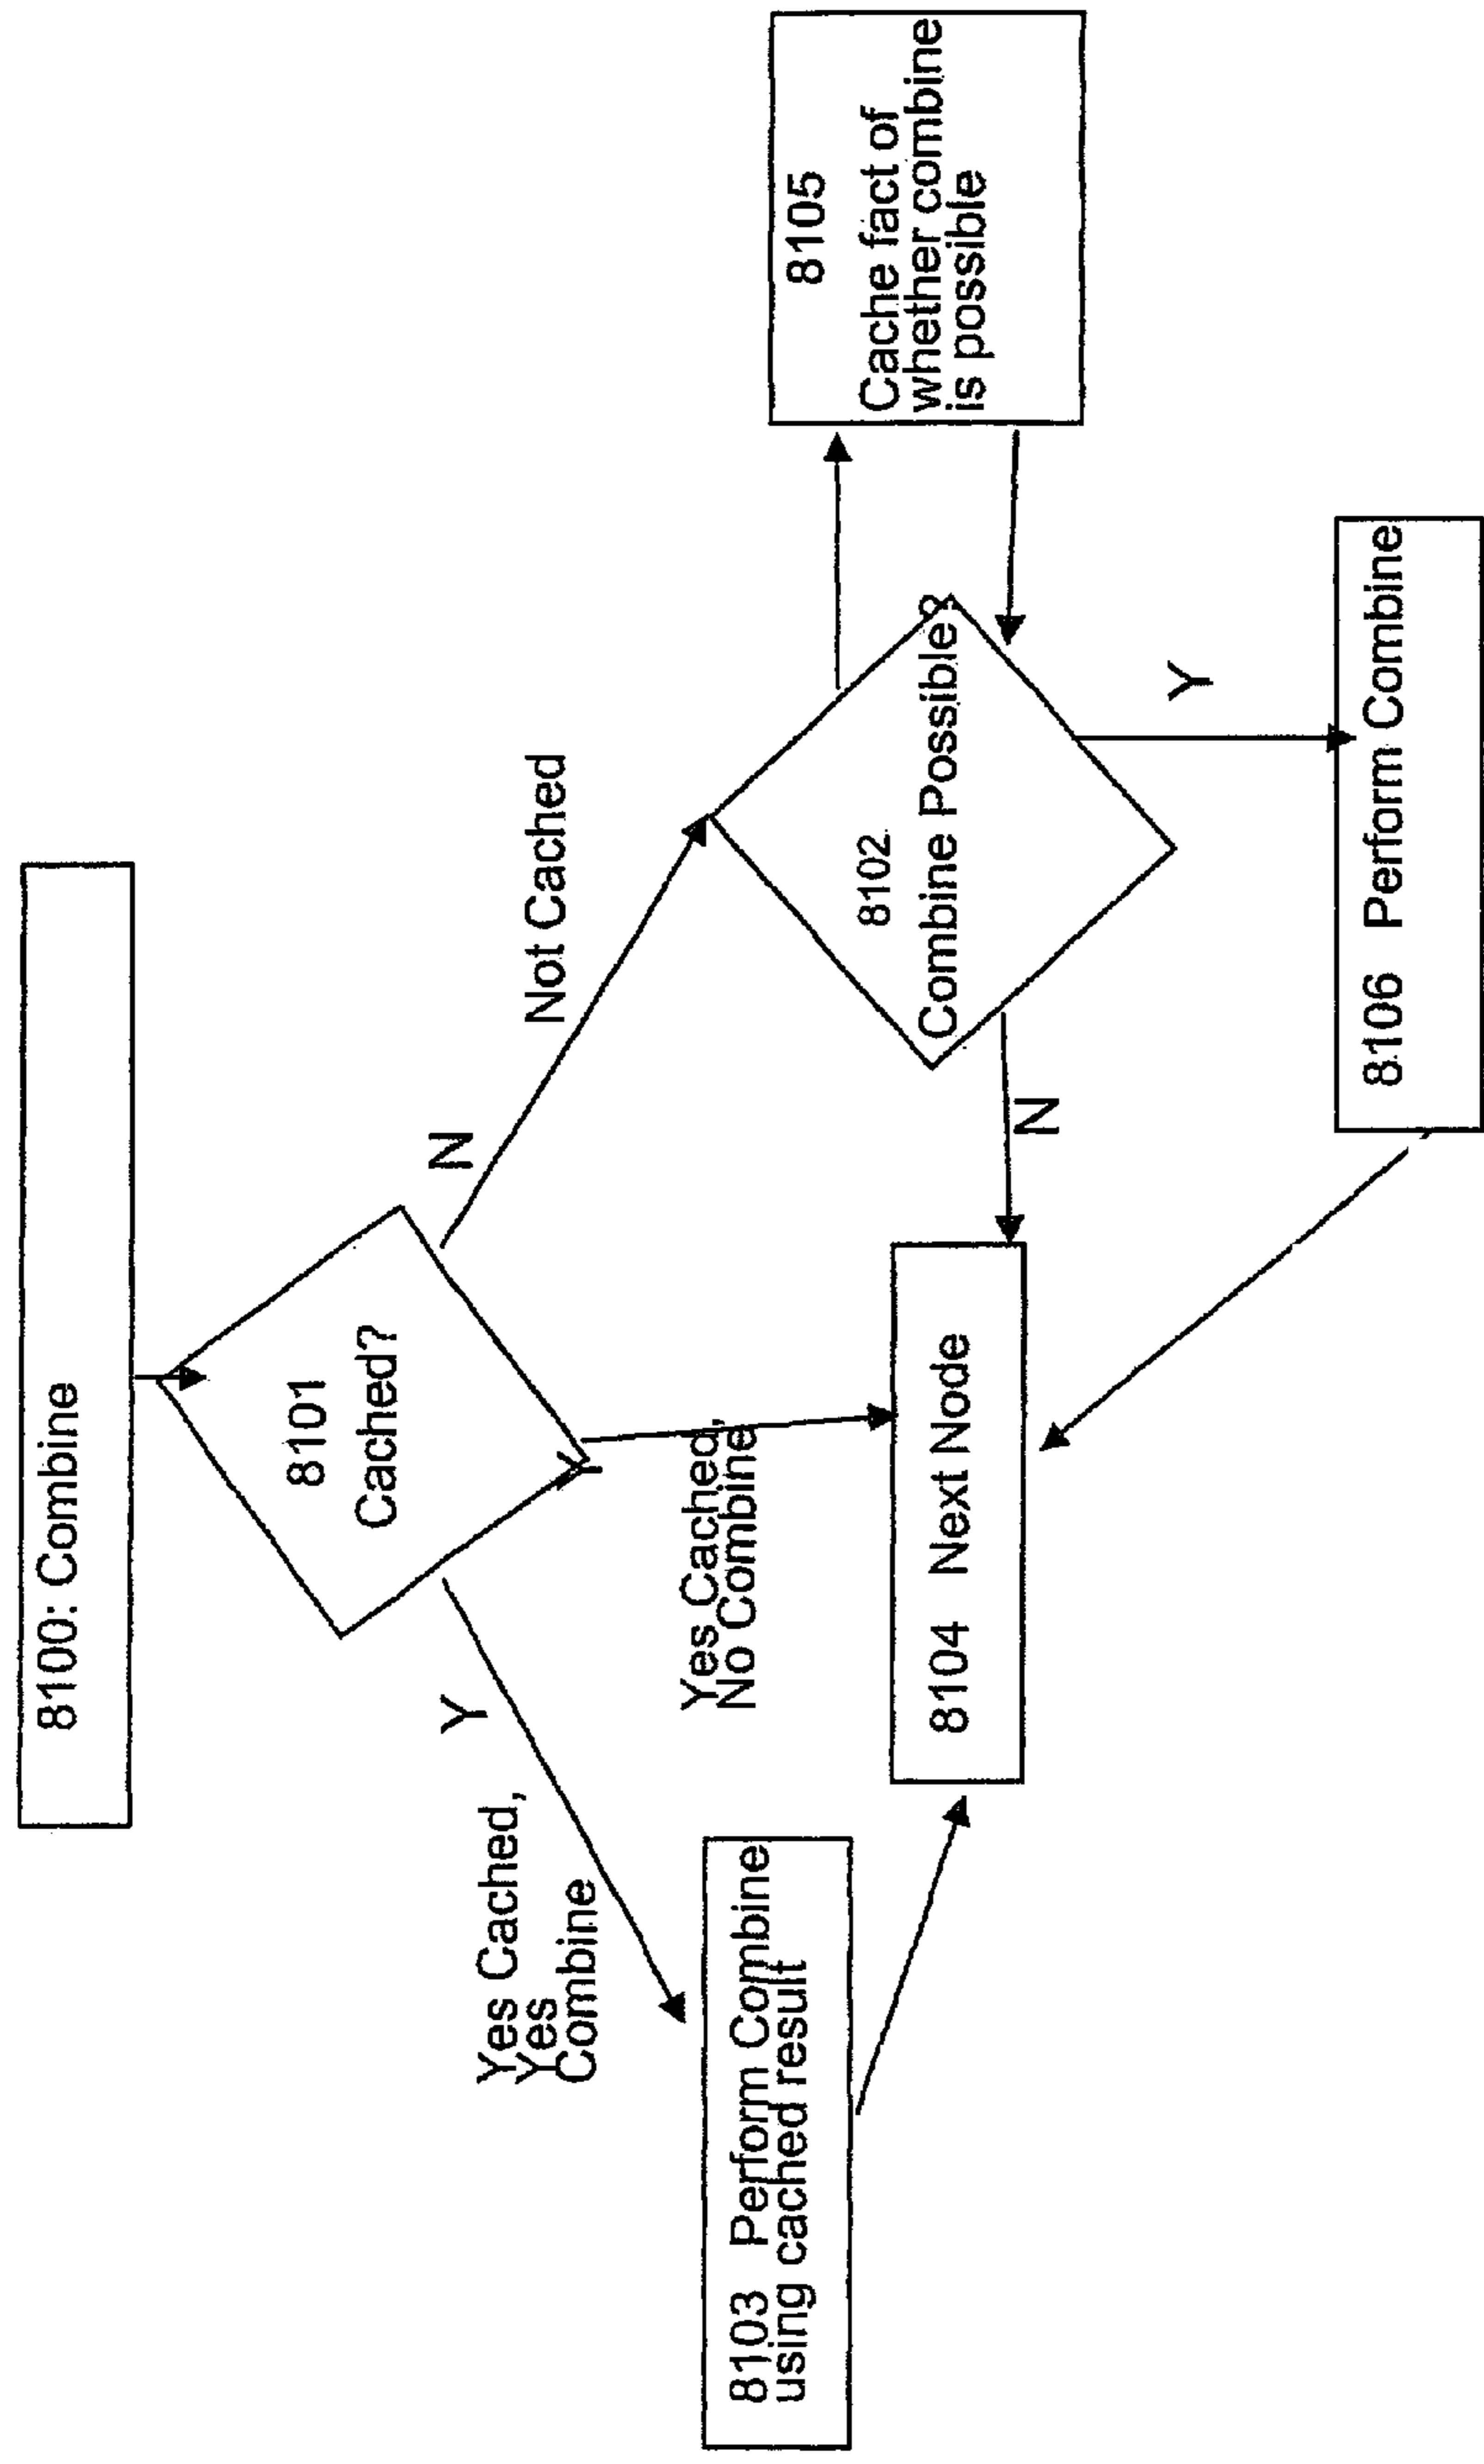 8100: Combine
8101
Cached?
Y
N
Yes Cached,
Yes
Combine
Not Cached
Y
Yes Cached,
No Combine
8103 Perform Combine
using cached result
8102
Combine Possible?
8105
Cache fact of
whether combine
is possible
8104 Next Node
N
Y
8106 Perform Combine